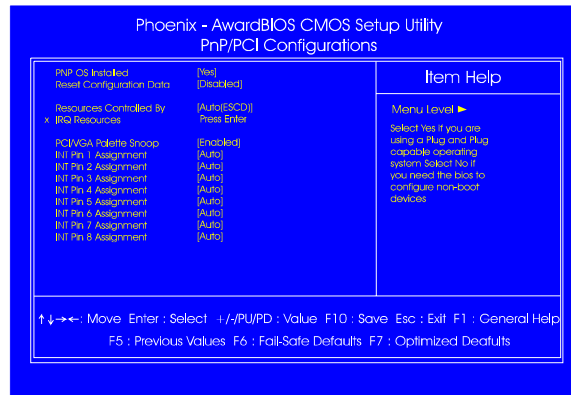 Phoenix - AwardBIOS CMOS Setup Utility
PnP/PCI Configurations
PNP OS Installed [Yes]
Reset Configuration Data [Disabled]
Resources Controlled By [Auto(ESCD)]
x IRQ Resources Press Enter
PCI/VGA Palette Snoop [Enabled]
INT Pin 1 Assignment [Auto]
INT Pin 2 Assignment [Auto]
INT Pin 3 Assignment [Auto]
INT Pin 4 Assignment [Auto]
INT Pin 5 Assignment [Auto]
INT Pin 6 Assignment [Auto]
INT Pin 7 Assignment [Auto]
INT Pin 8 Assignment [Auto]
Item Help
Menu Level ►
Select Yes if you are
using a Plug and Plug
capable operating
system Select No if
you need the bios to
configure non-boot
devices
↑↓→←: Move Enter : Select +/-/PU/PD : Value F10 : Save Esc : Exit F1 : General Help
F5 : Previous Values F6 : Fail-Safe Defaults F7 : Optimized Deafults